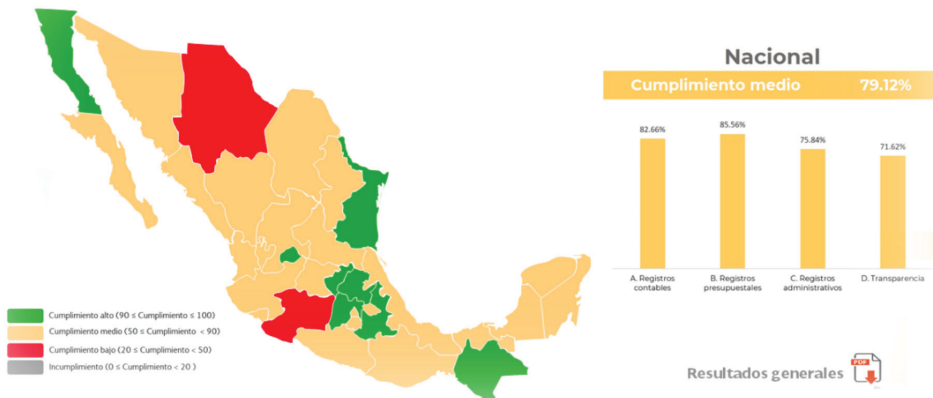 Nacional
Cumplimiento medio 79.12%
82.66%
85.56%
75.84%
71.62%
A. Registros
contables
B. Registros
presupuestales
C. Registros
administrativos
D. Transparencia
Cumplimiento alto (90 ≤ Cumplimiento ≤ 100)
Cumplimiento medio (50 ≤ Cumplimiento < 90)
Cumplimiento bajo (20 ≤ Cumplimiento < 50)
Incumplimiento (0 ≤ Cumplimiento < 20 )
Resultados generales
PDF